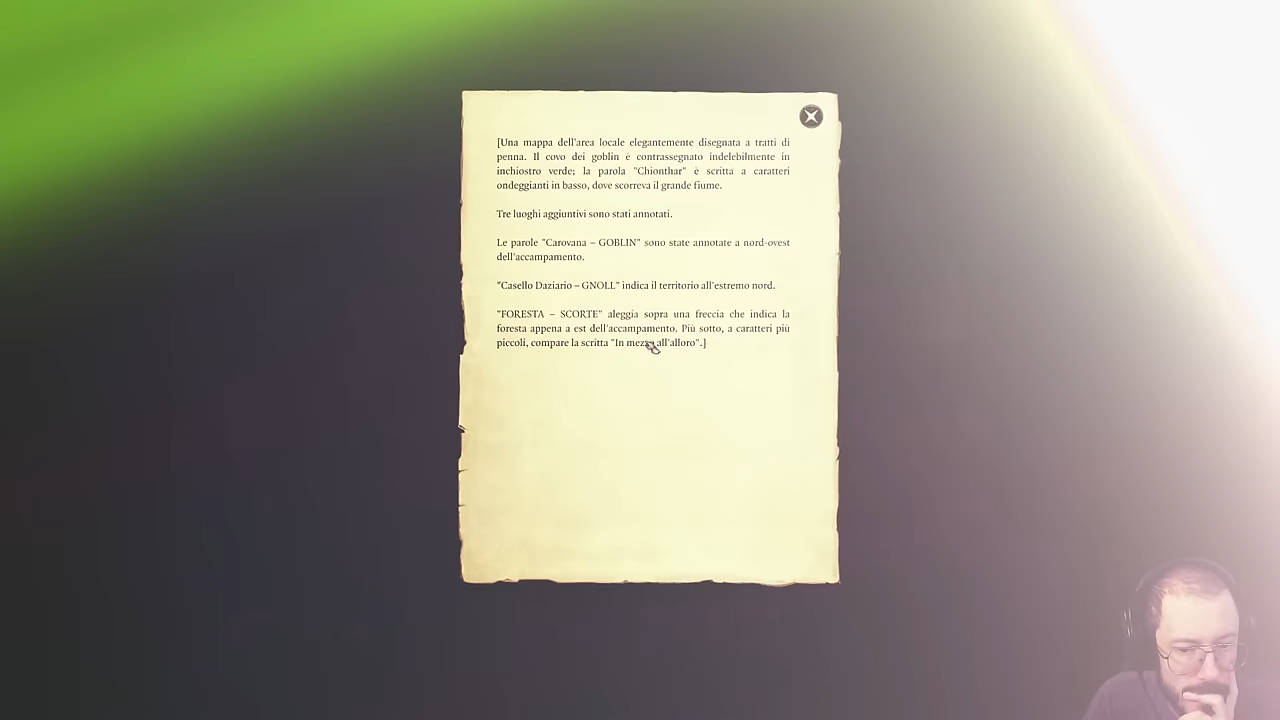 [Una mappa dell'area locale elegantemente disegnata a tratti di
penna. Il covo dei goblin è contrassegnato indelebilmente in
inchiostro verde; la parola "Chionthar" è scritta a caratteri
ondeggianti in basso, dove scorreva il grande fiume.
Tre luoghi aggiuntivi sono stati annotati.
Le parole "Carovana – GOBLIN" sono state annotate a nord-ovest
dell'accampamento.
"Casello Daziario – GNOLL" indica il territorio all'estremo nord.
"FORESTA – SCORTE" aleggia sopra una freccia che indica la
foresta appena a est dell'accampamento. Più sotto, a caratteri più
piccoli, compare la scritta "In mezzo all'alloro".]